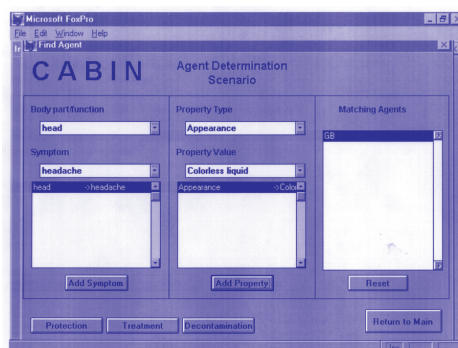 Microsoft FoxPro
File Edit Window Help
Find Agent
CABIN
Agent Determination
Scenario
Body part/function
head
Symptom
headache
head ->headache
Add Symptom
Property Type
Appearance
Property Value
Colorless liquid
Appearance ->Color
Add Property
Matching Agents
GB
Reset
Protection
Treatment
Decontamination
Return to Main